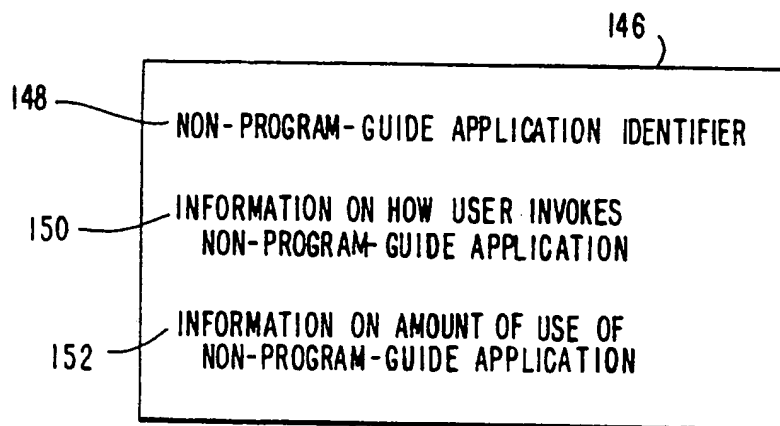 146
148
NON-PROGRAM-GUIDE APPLICATION IDENTIFIER
150
INFORMATION ON HOW USER INVOKES
NON-PROGRAM-GUIDE APPLICATION
152
INFORMATION ON AMOUNT OF USE OF
NON-PROGRAM-GUIDE APPLICATION